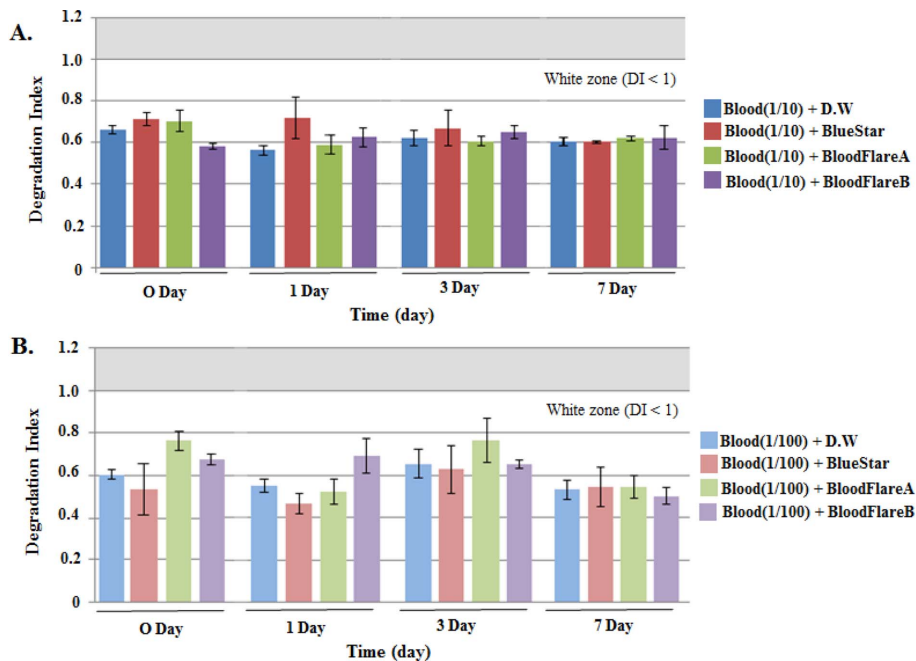 A.
Degradation Index
1.2
1.0
0.8
0.6
0.4
0.2
0
White zone (DI < 1)
Blood(1/10) + D.W
Blood(1/10) + BlueStar
Blood(1/10) + BloodFlareA
Blood(1/10) + BloodFlareB
O Day
1 Day
3 Day
7 Day
Time (day)
B.
Degradation Index
1.2
1.0
0.8
0.6
0.4
0.2
0
White zone (DI < 1)
Blood(1/100) + D.W
Blood(1/100) + BlueStar
Blood(1/100) + BloodFlareA
Blood(1/100) + BloodFlareB
O Day
1 Day
3 Day
7 Day
Time (day)